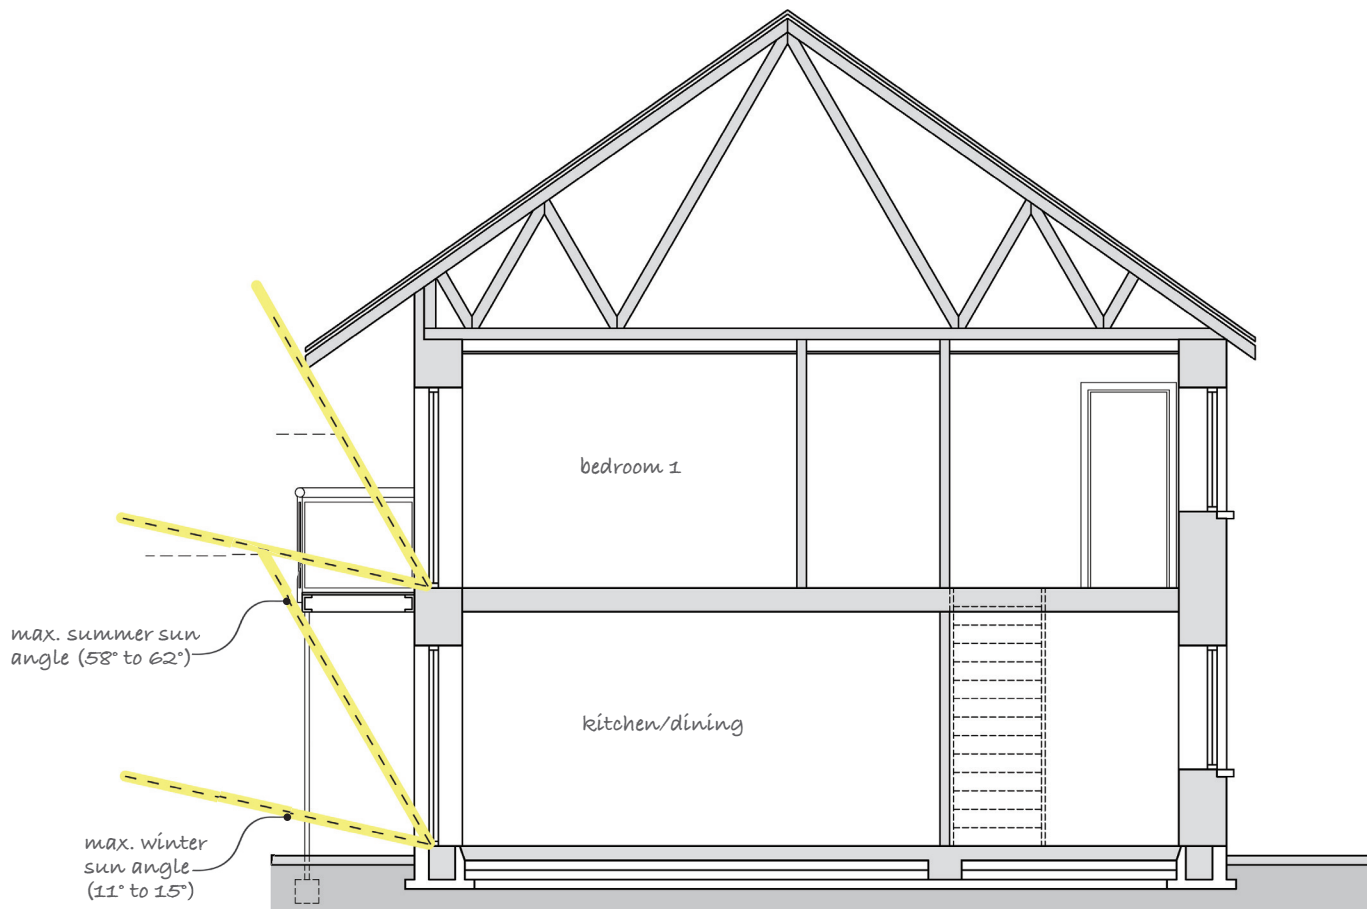 bedroom 1
max. summer sun
angle (58° to 62°)
kitchen/dining
max. winter
sun angle
(11° to 15°)